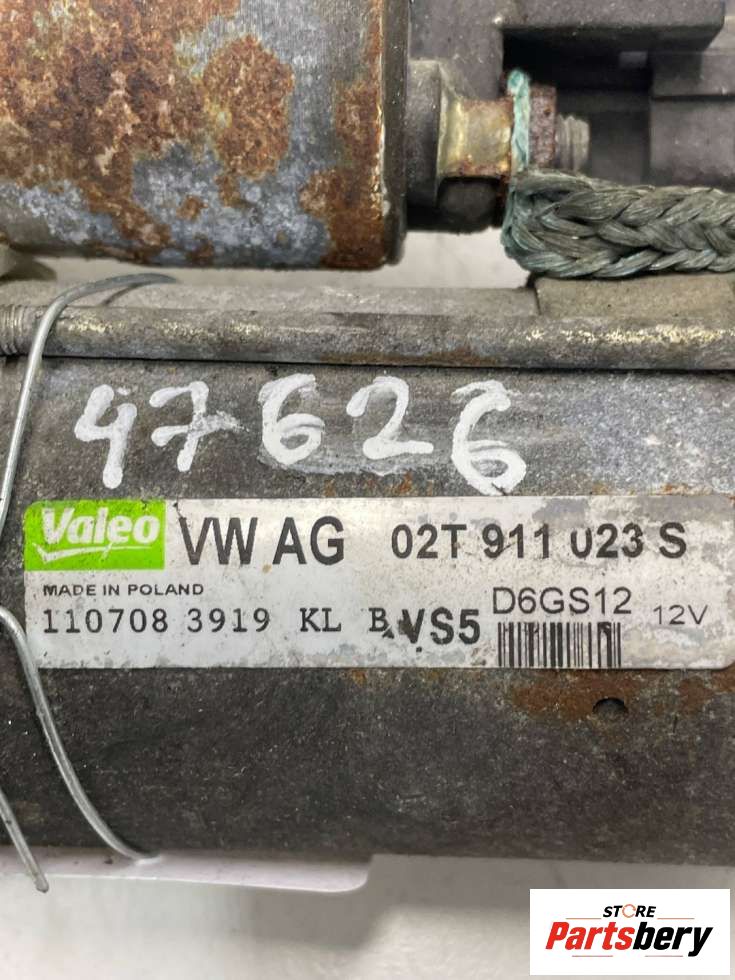 47626
Valeo VW AG 02T 911 023 S
MADE IN POLAND
110708 3919 KL B VS5 D6GS12 12V
STORE
Partsbery